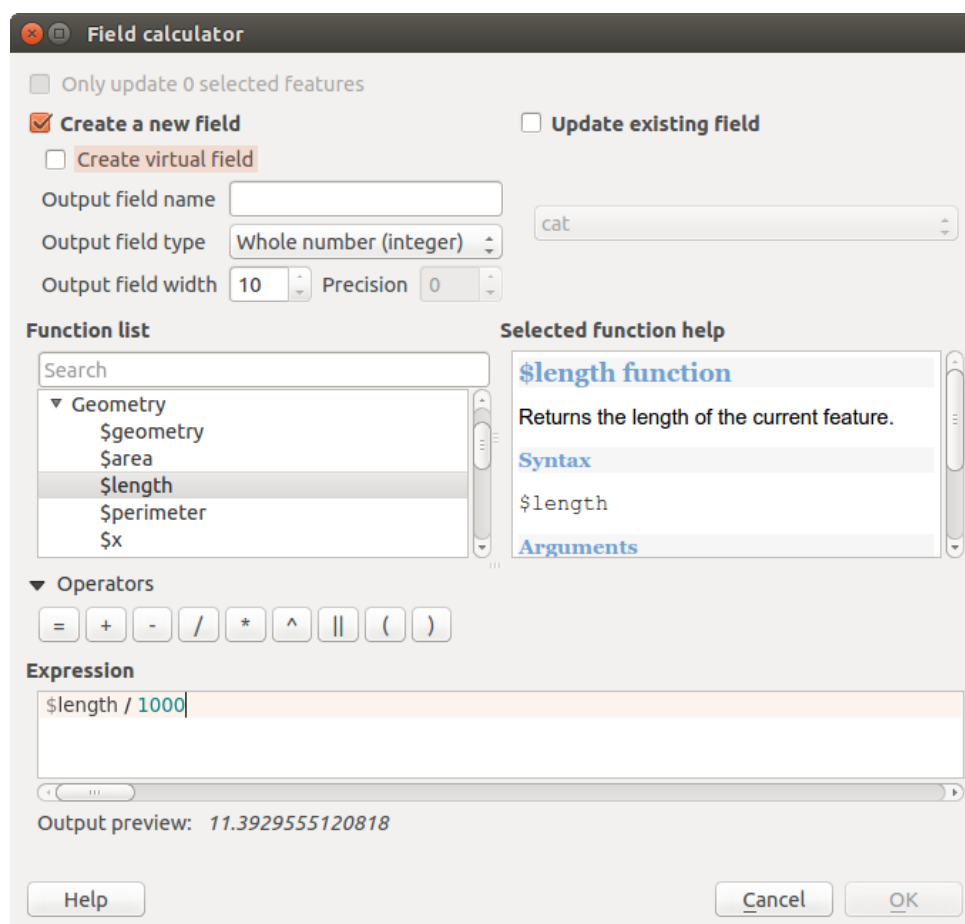 Field calculator
Only update 0 selected features
Create a new field
Update existing field
Create virtual field
Output field name
cat
Output field type Whole number (integer)
Output field width 10 Precision 0
Function list
Selected function help
Search
Geometry
$geometry
$area
$length
$perimeter
$x
$length function
Returns the length of the current feature.
Syntax
$length
Arguments
Operators
= + - / * ^ || ( )
Expression
$length / 1000
Output preview: 11.3929555120818
Help Cancel OK